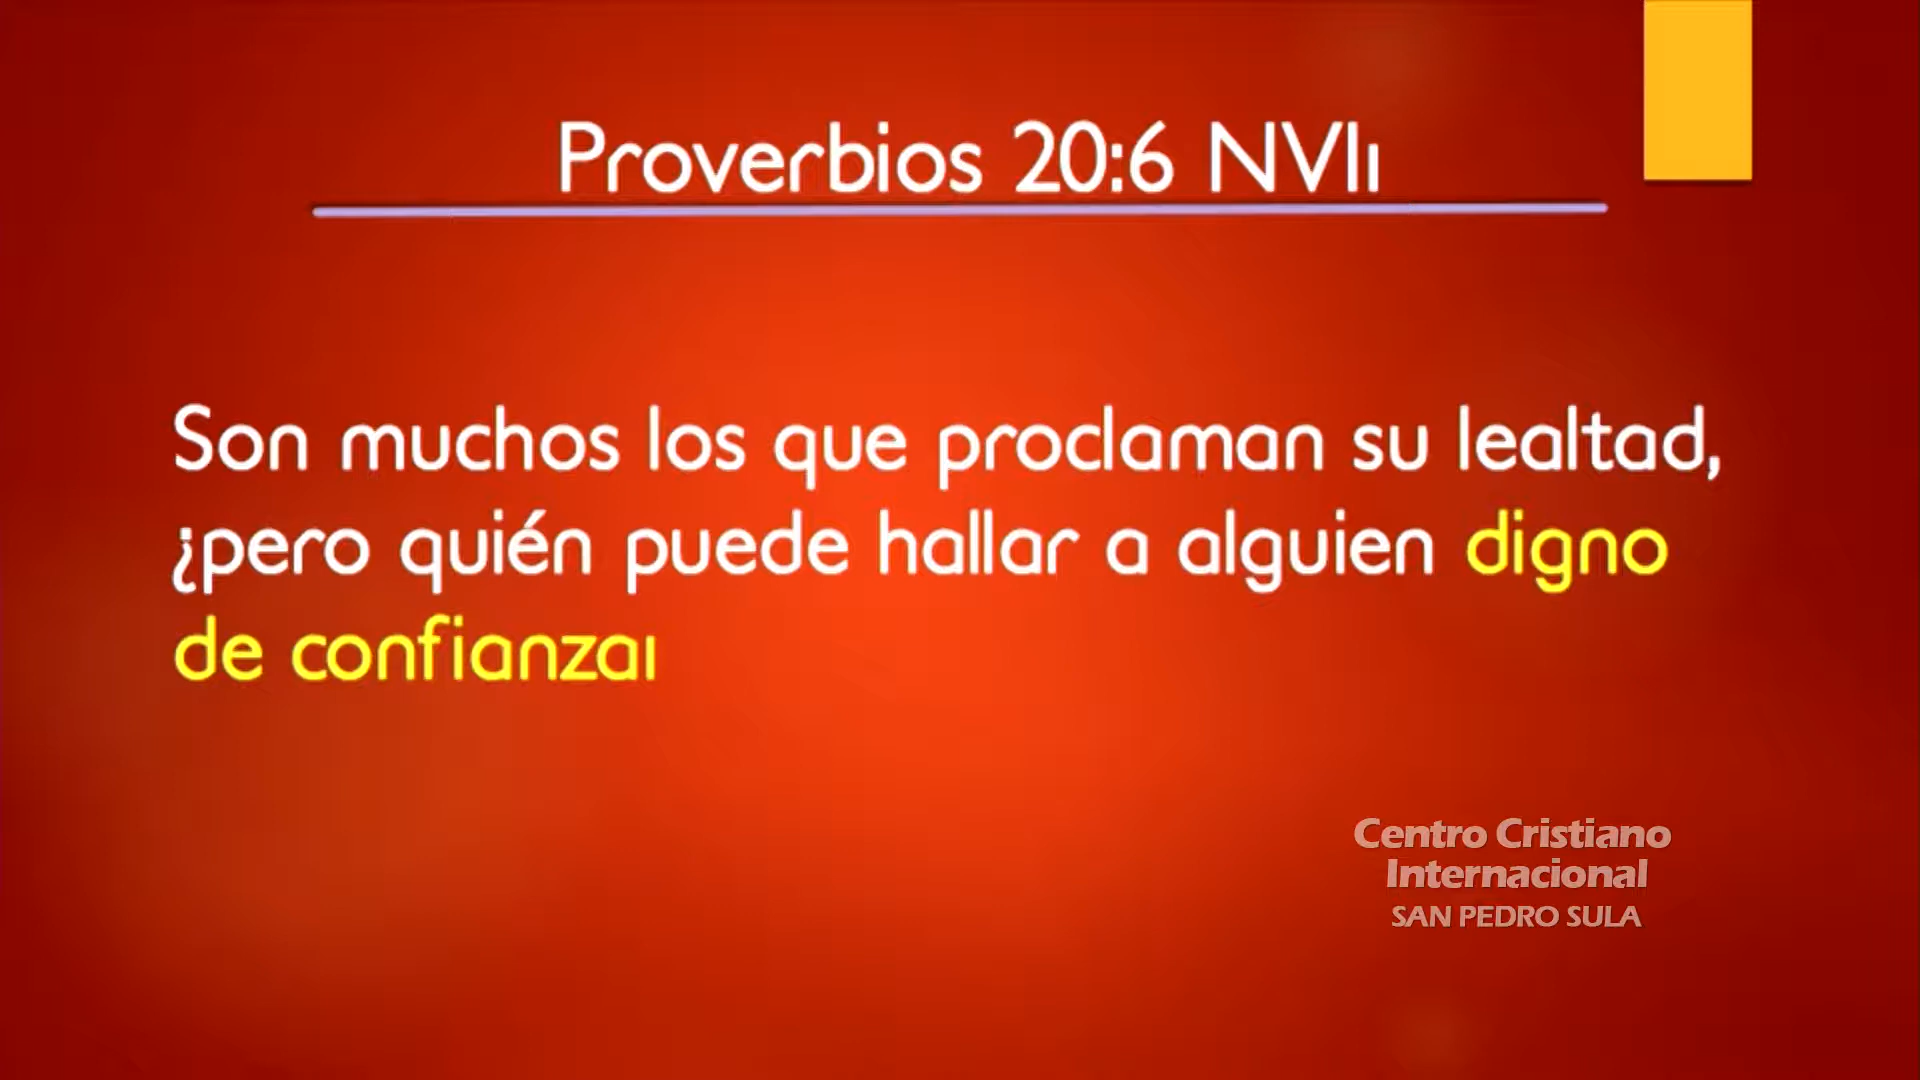 Proverbios 20:6 NVIı
Son muchos los que proclaman su lealtad,
¿pero quién puede hallar a alguien digno
de confianzaı
Centro Cristiano
Internacional
SAN PEDRO SULA